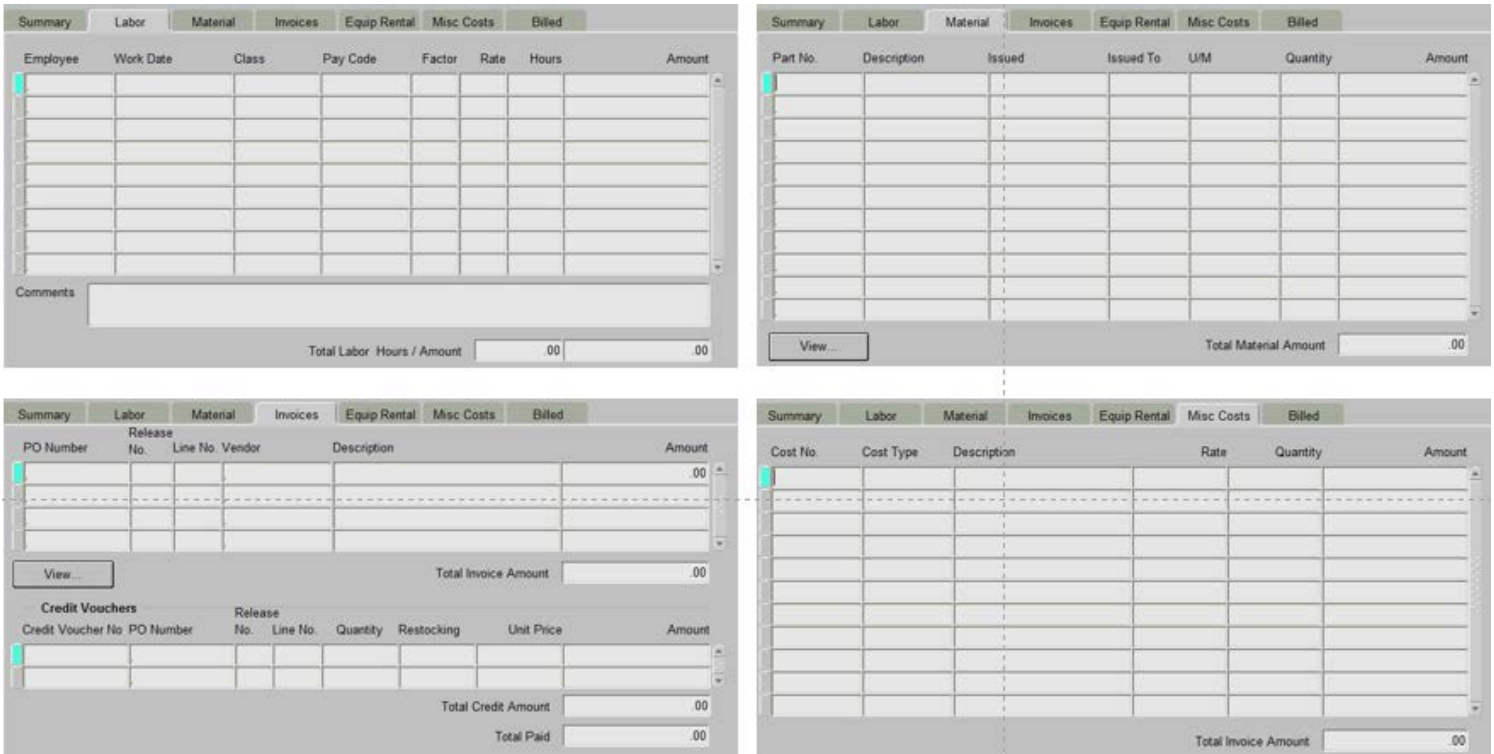 Summary Labor Material Invoices Equip Rental Misc Costs Billed
Employee Work Date Class Pay Code Factor Rate Hours Amount
Comments
Total Labor Hours / Amount .00 .00
Summary Labor Material Invoices Equip Rental Misc Costs Billed
Part No. Description Issued Issued To U/M Quantity Amount
View...
Total Material Amount .00
Summary Labor Material Invoices Equip Rental Misc Costs Billed
PO Number Release No. Line No. Vendor Description Amount
.00
View...
Total Invoice Amount .00
Credit Vouchers
Credit Voucher No PO Number Release No. Line No. Quantity Restocking Unit Price Amount
Total Credit Amount .00
Total Paid .00
Summary Labor Material Invoices Equip Rental Misc Costs Billed
Cost No. Cost Type Description Rate Quantity Amount
Total Invoice Amount .00